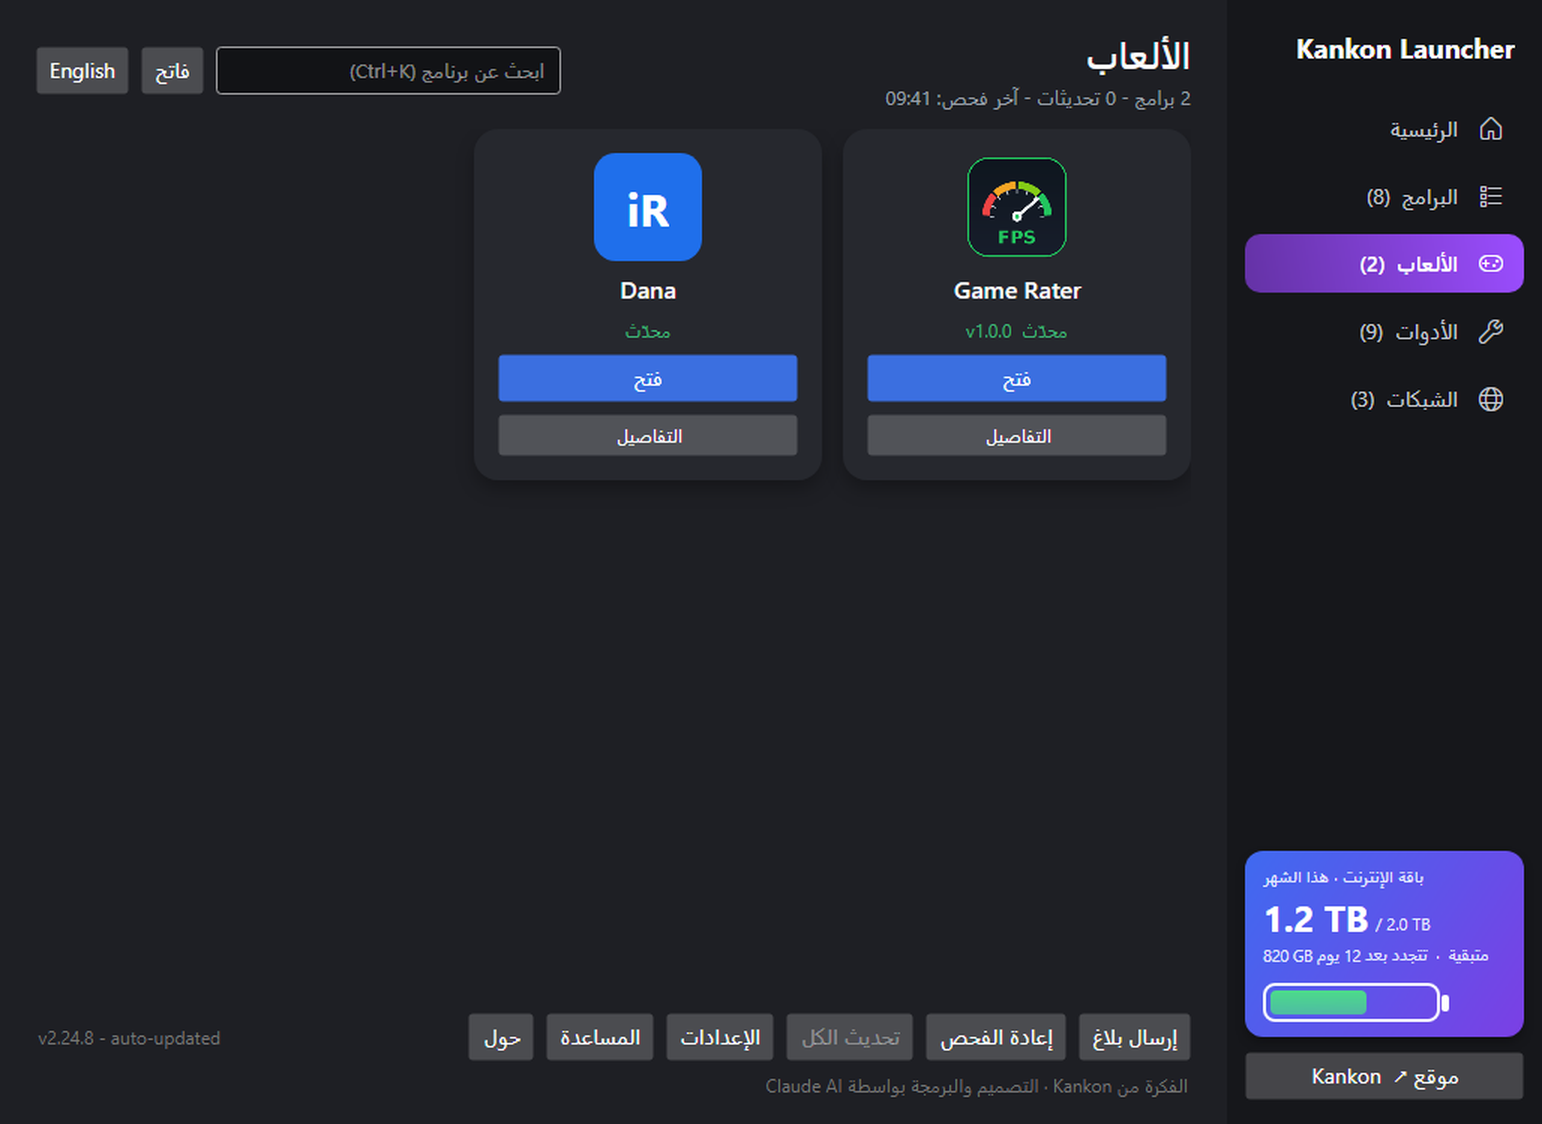 Kankon Launcher
الرئيسية
البرامج (8)
الألعاب (2)
الأدوات (9)
الشبكات (3)
باقة الإنترنت · هذا الشهر
1.2 TB / 2.0 TB
820 GB متبقية · تتجدد بعد 12 يوم
موقع Kankon ↗
الألعاب
2 برامج - 0 تحديثات - آخر فحص: 09:41
ابحث عن برنامج (Ctrl+K)
فاتح
English
FPS
Game Rater
محدّث v1.0.0
فتح
التفاصيل
iR
Dana
محدّث
فتح
التفاصيل
إرسال بلاغ
إعادة الفحص
تحديث الكل
الإعدادات
المساعدة
حول
v2.24.8 - auto-updated
الفكرة من Kankon · التصميم والبرمجة بواسطة Claude AI